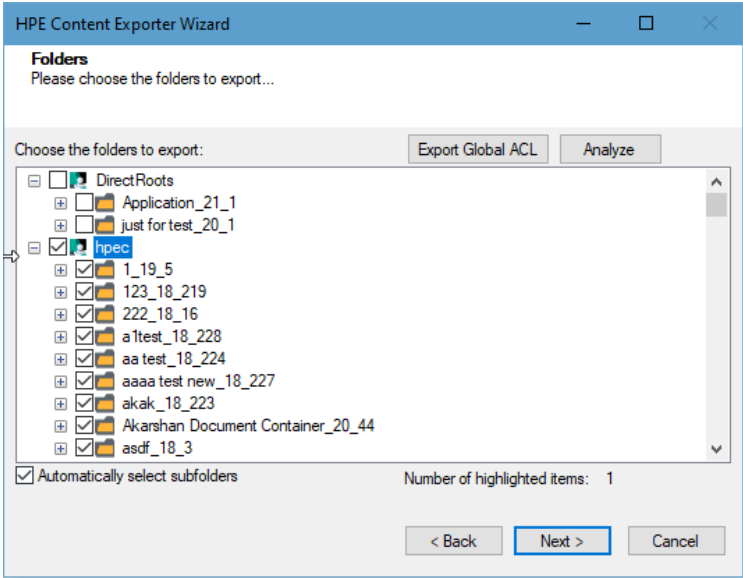 HPE Content Exporter Wizard
Folders
Please choose the folders to export...
Choose the folders to export:
Export Global ACL
Analyze
DirectRoots
Application_21_1
just for test_20_1
hpec
1_19_5
123_18_219
222_18_16
a1test_18_228
aa test_18_224
aaaa test new_18_227
akak_18_223
Akarshan Document Container_20_44
asdf_18_3
Automatically select subfolders
Number of highlighted items: 1
< Back
Next >
Cancel